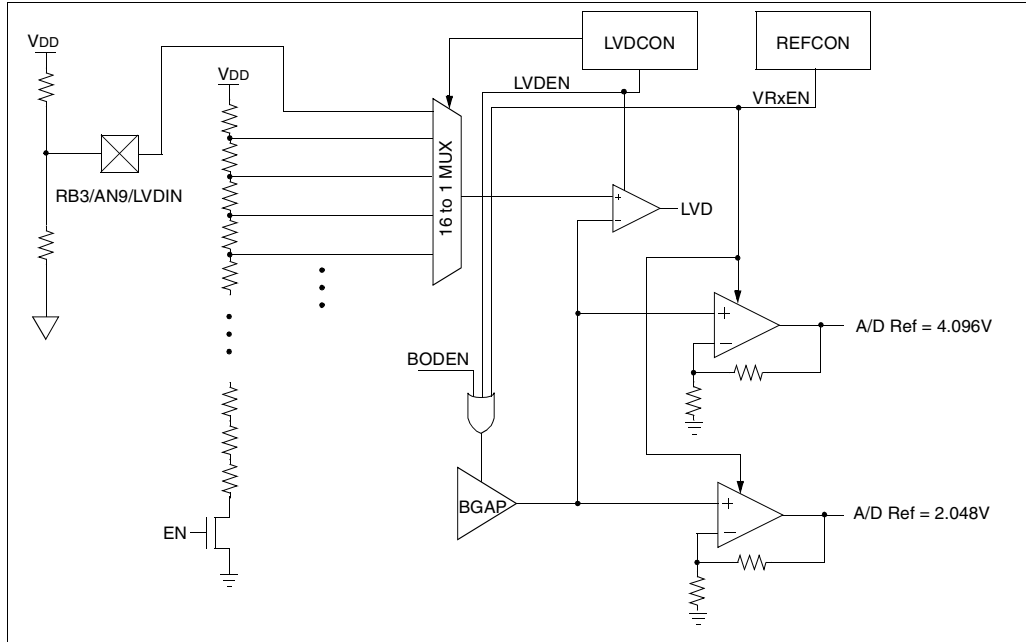 VDD
VDD
LVDCON
REFCON
LVDEN
VRxEN
16 to 1 MUX
RB3/AN9/LVDIN
+
−
LVD
+
−
A/D Ref = 4.096V
BODEN
BGAP
+
−
A/D Ref = 2.048V
EN